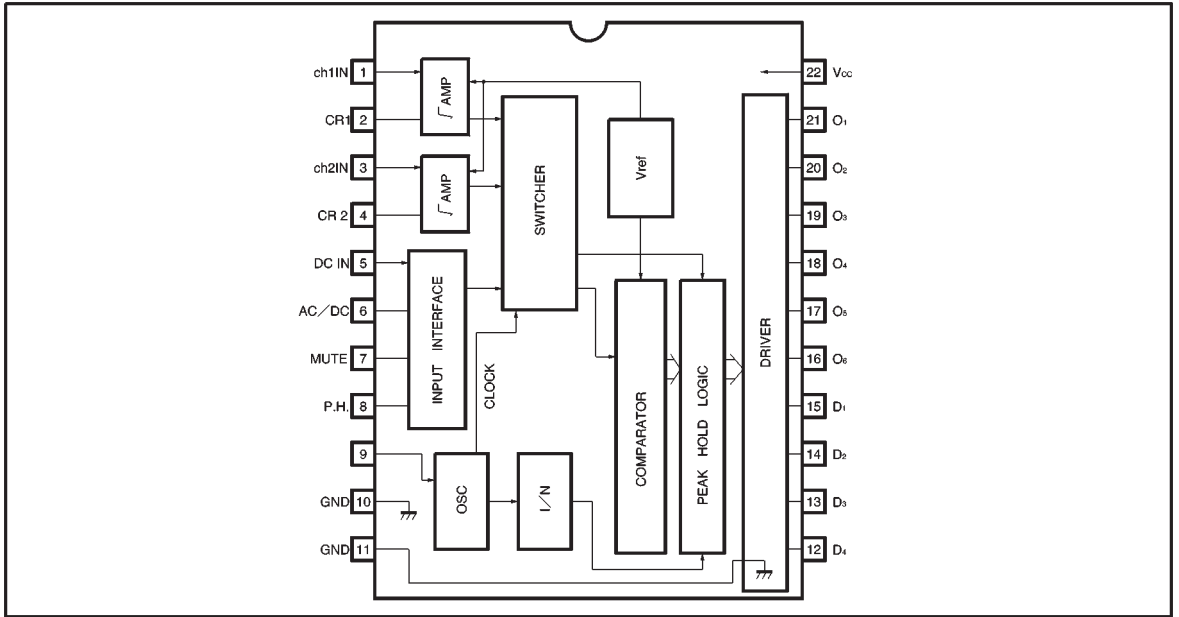 ch1IN 1
CR1 2
ch2IN 3
CR 2 4
DC IN 5
AC/DC 6
MUTE 7
P.H. 8
9
GND 10
GND 11
√ AMP
√ AMP
INPUT INTERFACE
OSC
CLOCK
I/N
SWITCHER
Vref
COMPARATOR
PEAK HOLD LOGIC
DRIVER
22 Vcc
21 O₁
20 O₂
19 O₃
18 O₄
17 O₅
16 O₆
15 D₁
14 D₂
13 D₃
12 D₄